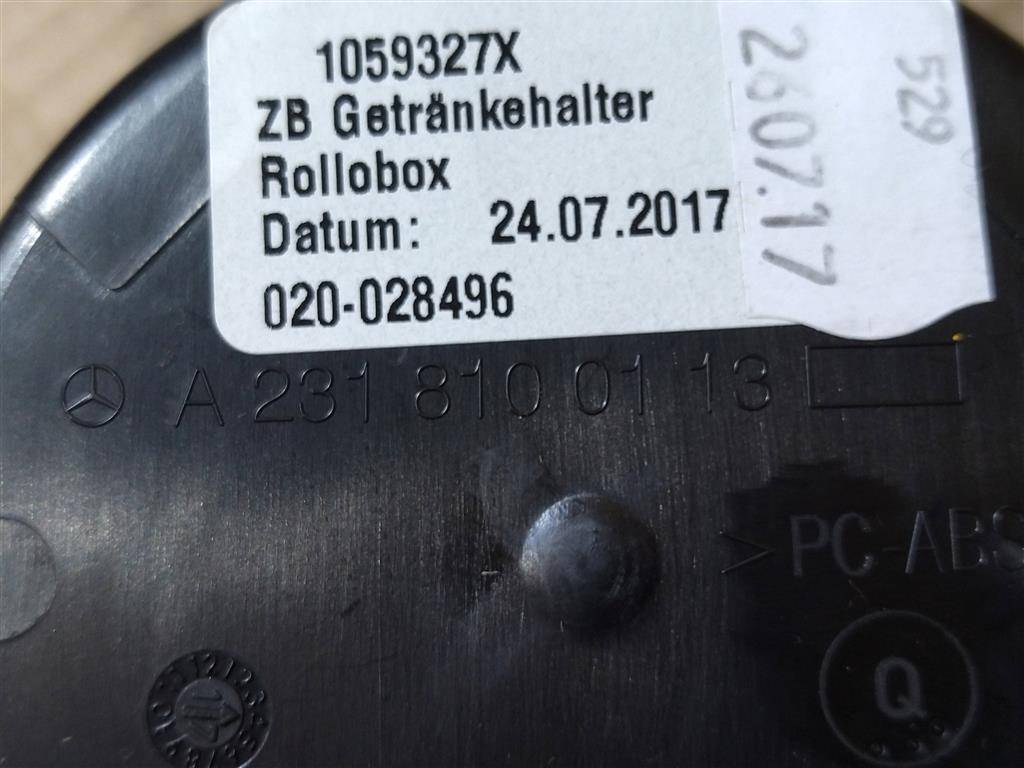 1059327X
ZB Getränkehalter
Rollobox
Datum: 24.07.2017
020-028496
2607.17
529
A 231 810 01 13
>PC-ABS
Q